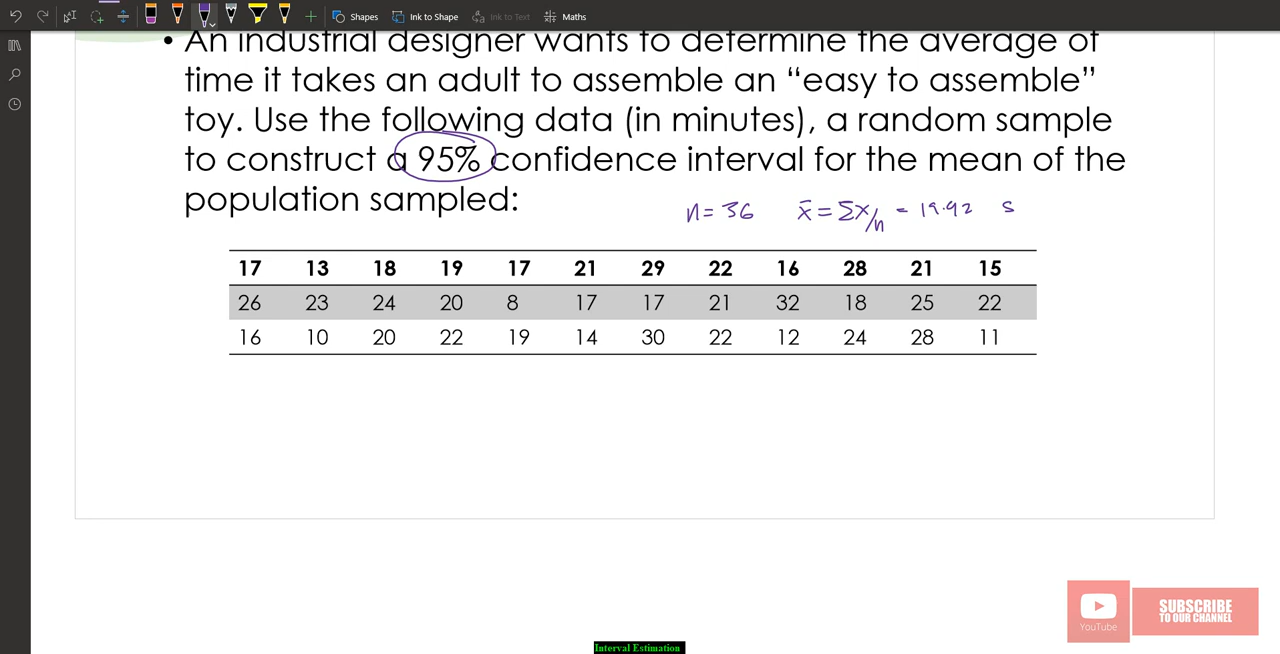 Shapes Ink to Shape Ink to Text Maths
• An industrial designer wants to determine the average of
time it takes an adult to assemble an “easy to assemble”
toy. Use the following data (in minutes), a random sample
to construct a 95% confidence interval for the mean of the
population sampled:
n = 36 x̄ = Σx/n = 19.92 s
17 13 18 19 17 21 29 22 16 28 21 15
26 23 24 20 8 17 17 21 32 18 25 22
16 10 20 22 19 14 30 22 12 24 28 11
YouTube
SUBSCRIBE
TO OUR CHANNEL
Interval Estimation